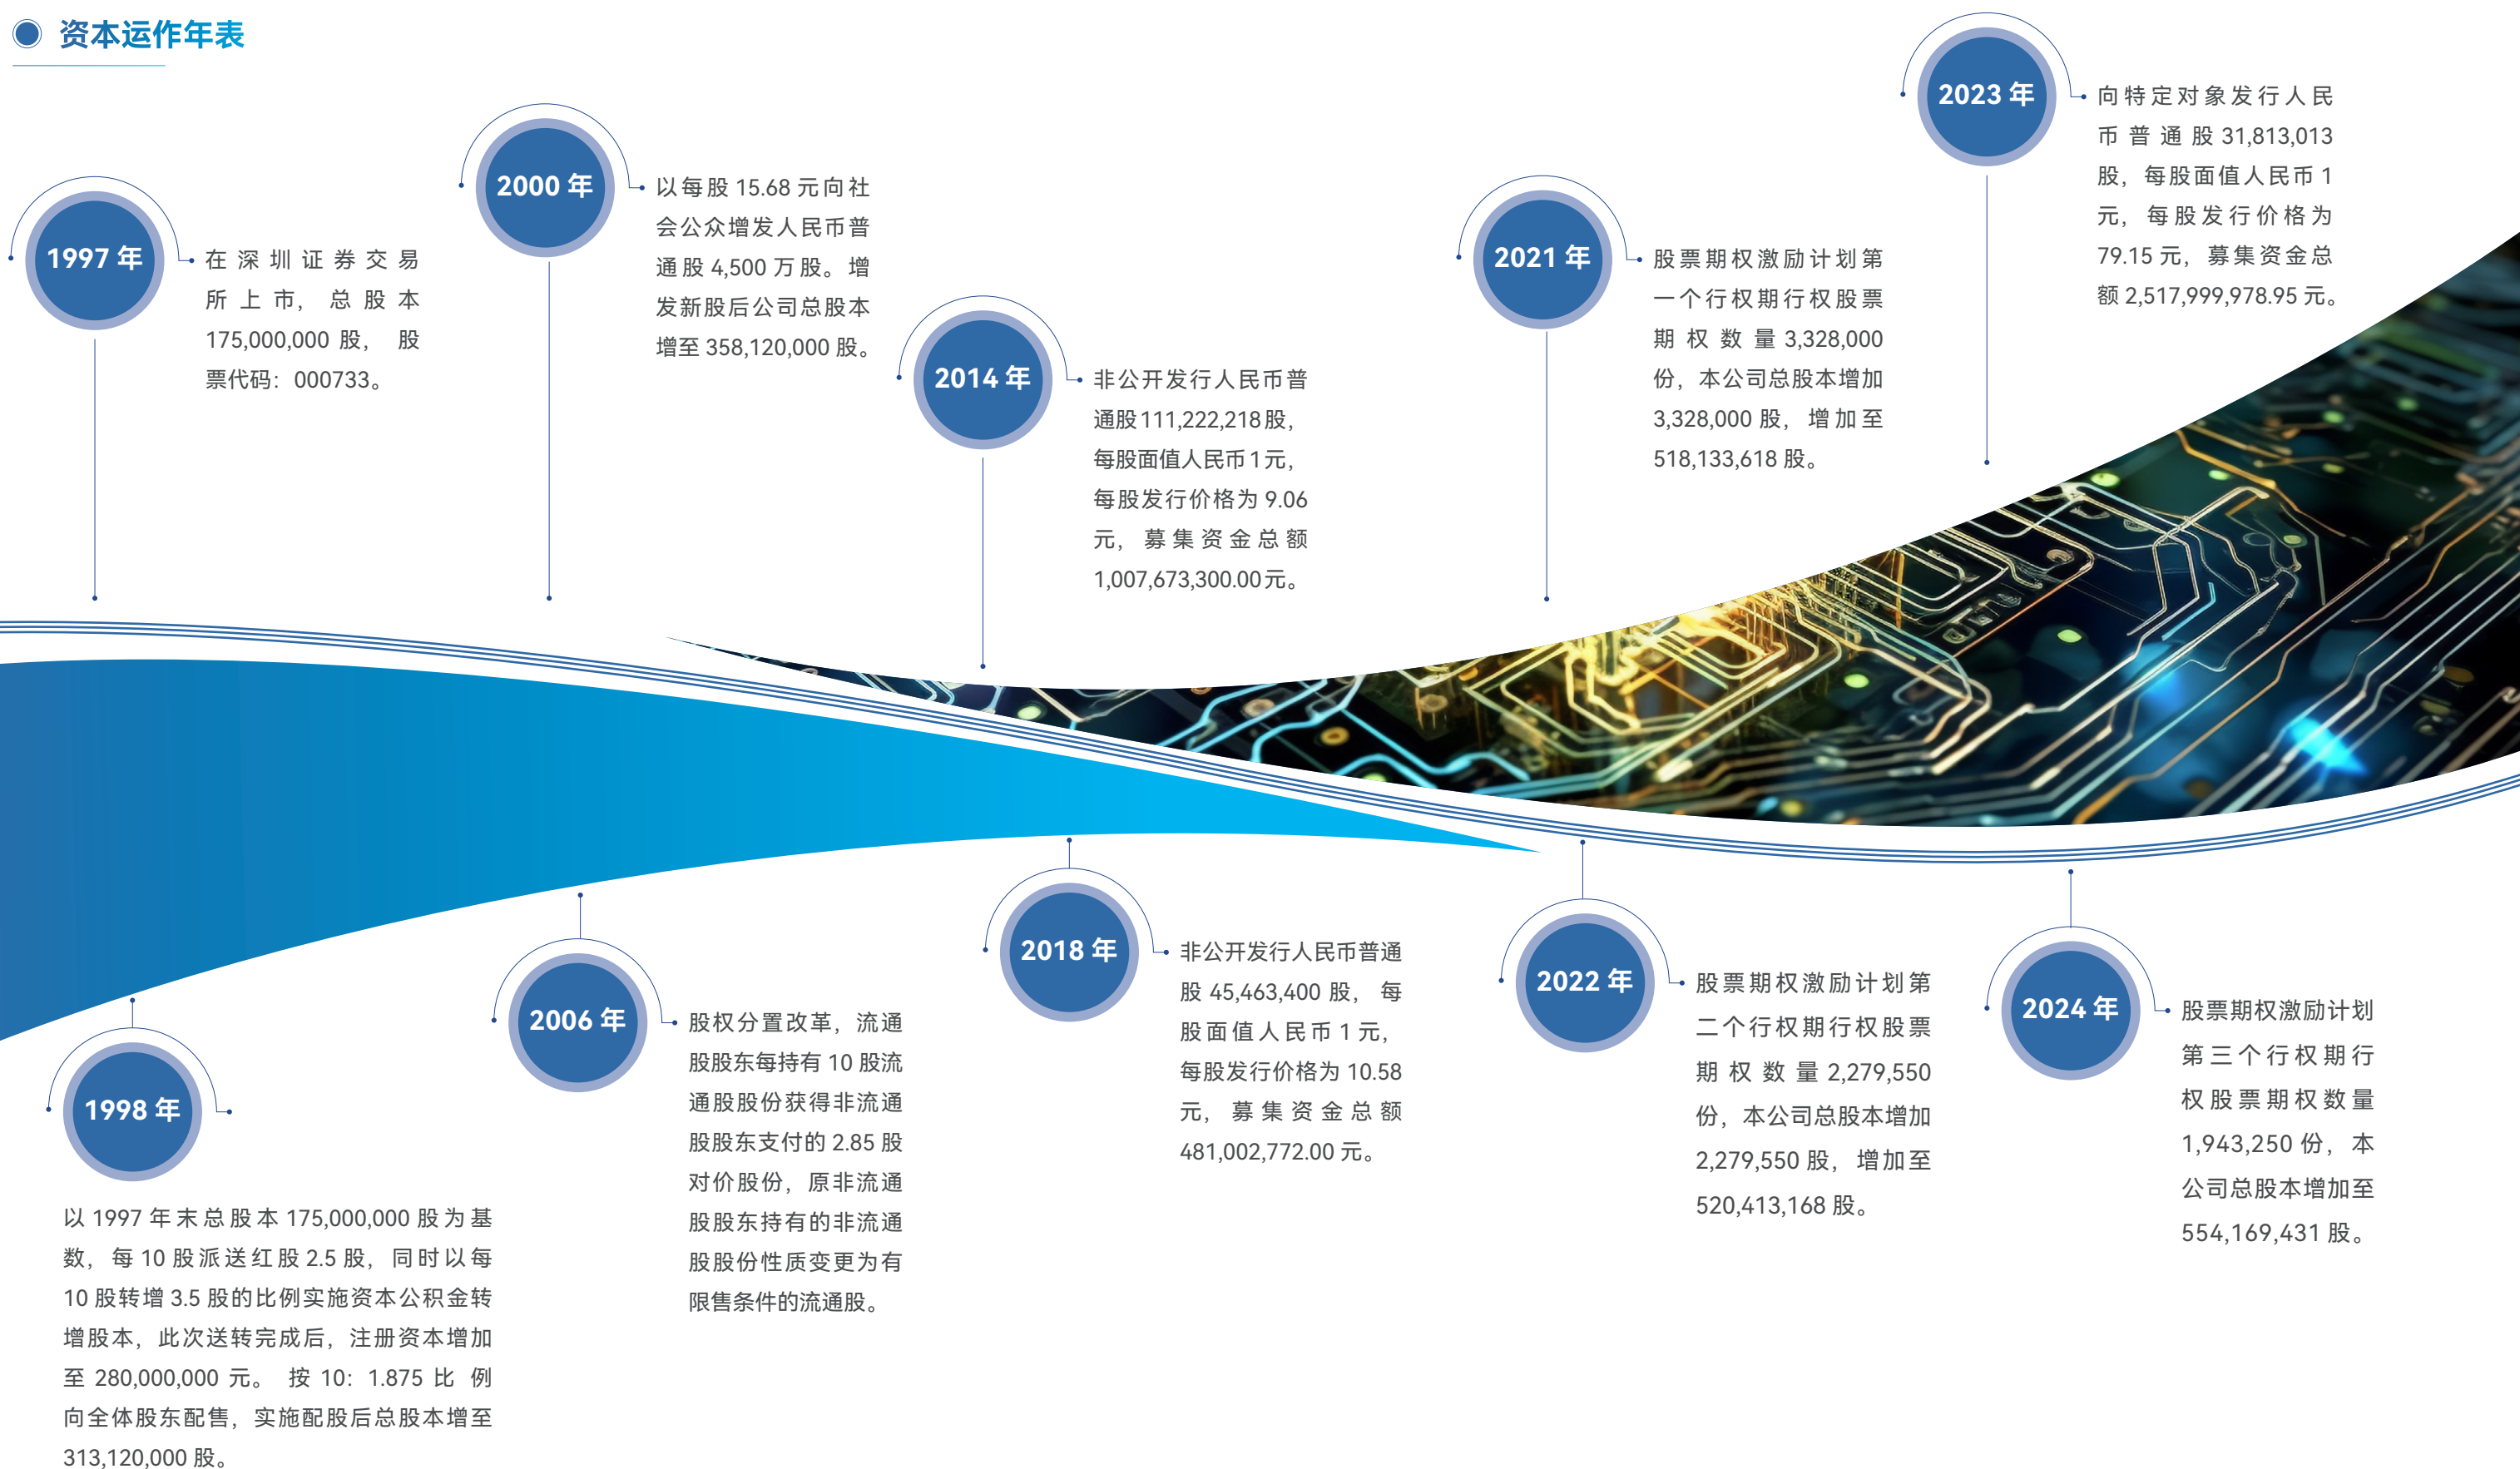 资本运作年表
1997 年
在深圳证券交易
所上市，总股本
175,000,000 股，股
票代码：000733。
2000 年
以每股 15.68 元向社
会公众增发人民币普
通股 4,500 万股。增
发新股后公司总股本
增至 358,120,000 股。
2014 年
非公开发行人民币普
通股 111,222,218 股，
每股面值人民币 1 元，
每股发行价格为 9.06
元，募集资金总额
1,007,673,300.00 元。
2021 年
股票期权激励计划第
一个行权期行权股票
期权数量 3,328,000
份，本公司总股本增加
3,328,000 股，增加至
518,133,618 股。
2023 年
向特定对象发行人民
币普通股 31,813,013
股，每股面值人民币 1
元，每股发行价格为
79.15 元，募集资金总
额 2,517,999,978.95 元。
1998 年
以 1997 年末总股本 175,000,000 股为基
数，每 10 股派送红股 2.5 股，同时以每
10 股转增 3.5 股的比例实施资本公积金转
增股本，此次送转完成后，注册资本增加
至 280,000,000 元。按 10：1.875 比例
向全体股东配售，实施配股后总股本增至
313,120,000 股。
2006 年
股权分置改革，流通
股股东每持有 10 股流
通股股份获得非流通
股股东支付的 2.85 股
对价股份，原非流通
股股东持有的非流通
股股份性质变更为有
限售条件的流通股。
2018 年
非公开发行人民币普通
股 45,463,400 股，每
股面值人民币 1 元，
每股发行价格为 10.58
元，募集资金总额
481,002,772.00 元。
2022 年
股票期权激励计划第
二个行权期行权股票
期权数量 2,279,550
份，本公司总股本增加
2,279,550 股，增加至
520,413,168 股。
2024 年
股票期权激励计划
第三个行权期行
权股票期权数量
1,943,250 份，本
公司总股本增加至
554,169,431 股。